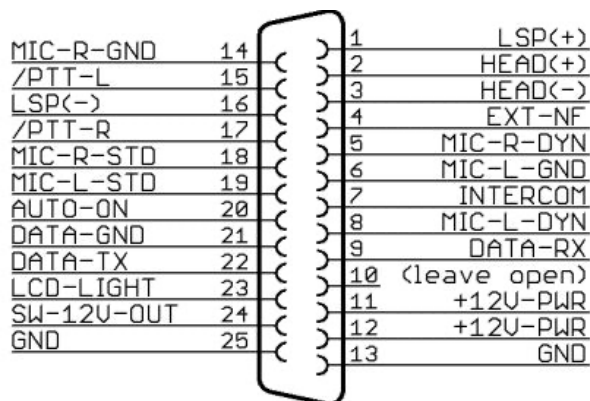 MIC-R-GND 14
/PTT-L 15
LSP(-) 16
/PTT-R 17
MIC-R-STD 18
MIC-L-STD 19
AUTO-ON 20
DATA-GND 21
DATA-TX 22
LCD-LIGHT 23
SW-12V-OUT 24
GND 25
1 LSP(+)
2 HEAD(+)
3 HEAD(-)
4 EXT-NF
5 MIC-R-DYN
6 MIC-L-GND
7 INTERCOM
8 MIC-L-DYN
9 DATA-RX
10 (leave open)
11 +12V-PWR
12 +12V-PWR
13 GND